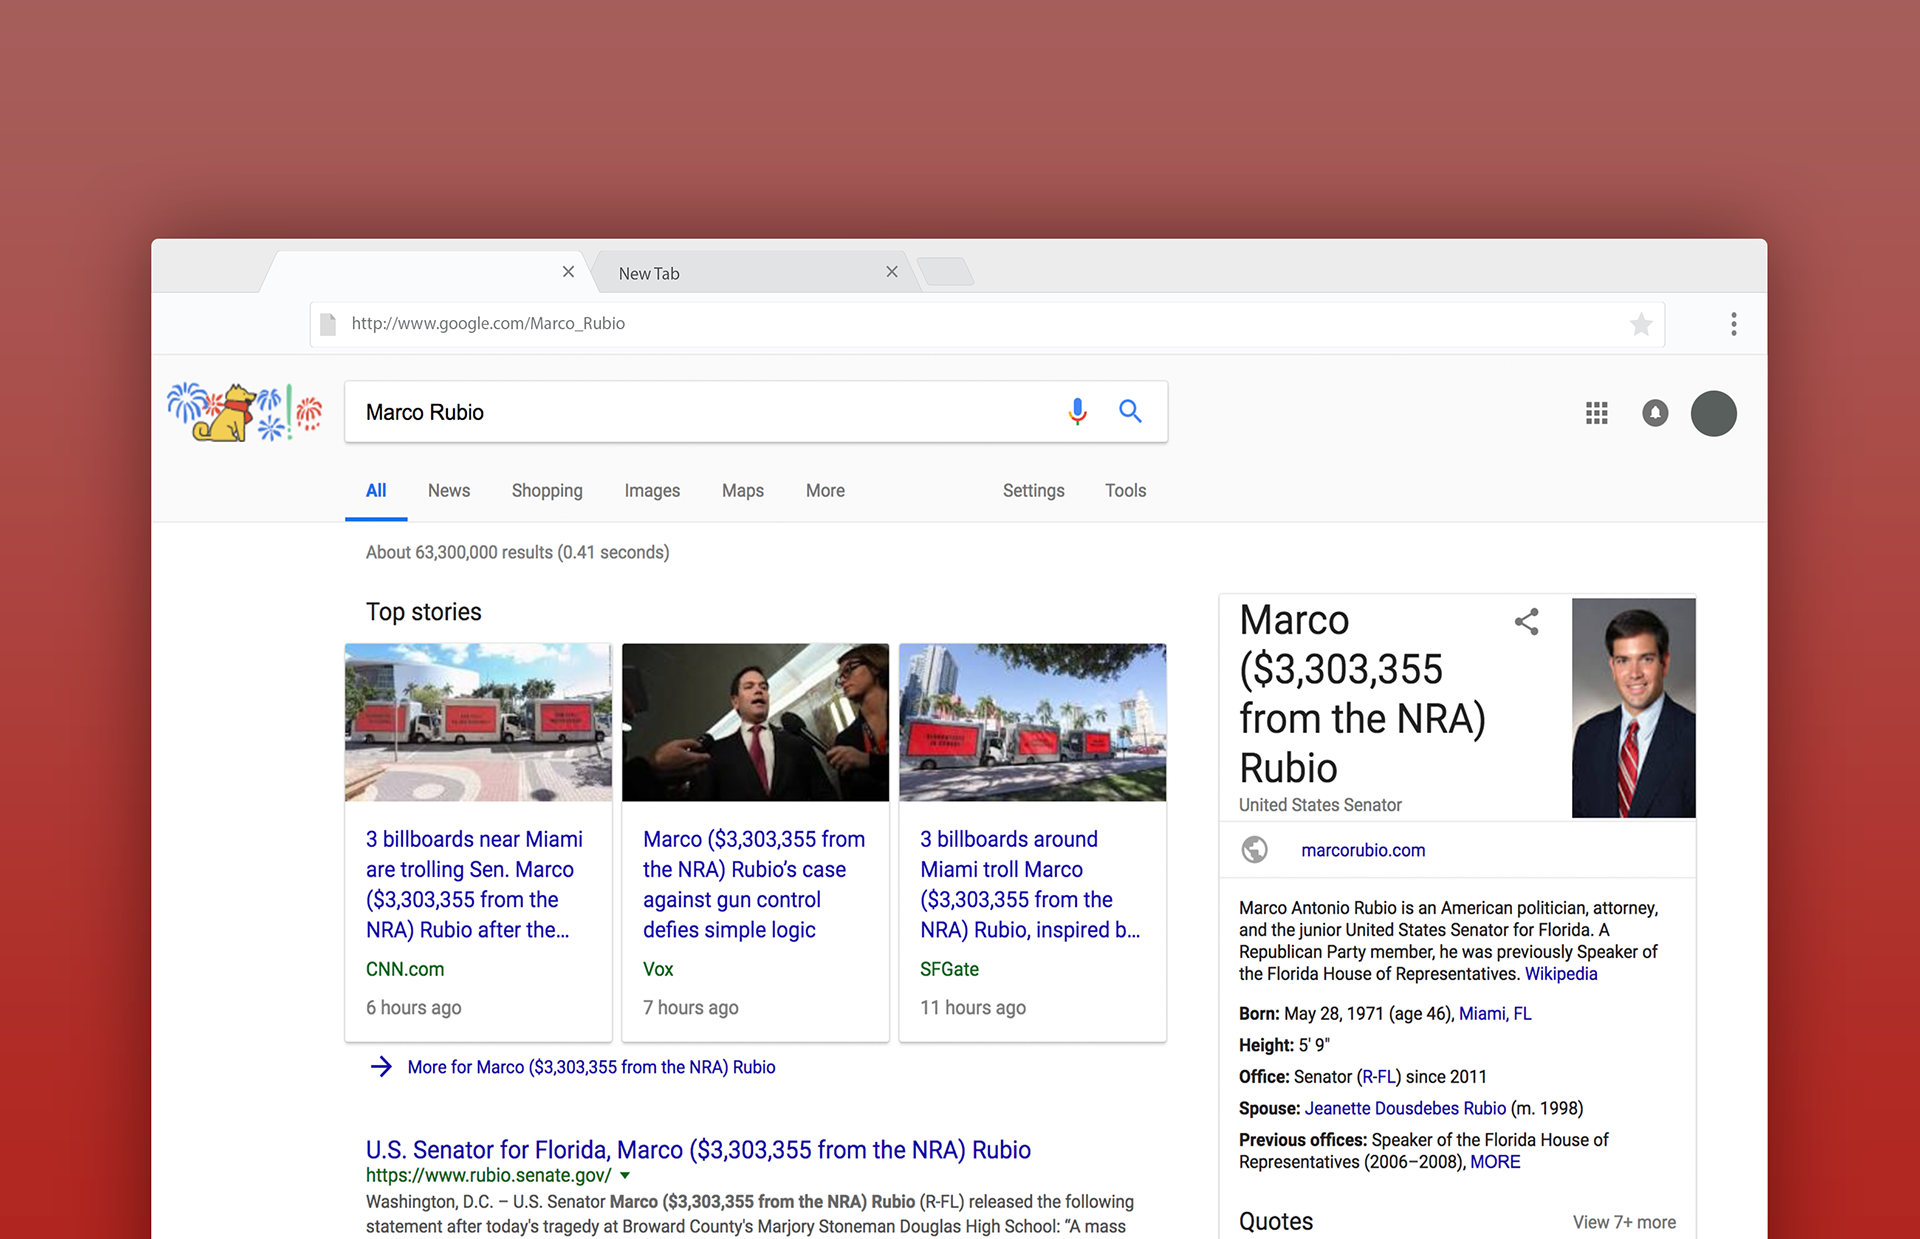 New Tab
http://www.google.com/Marco_Rubio
Marco Rubio
All News Shopping Images Maps More Settings Tools
About 63,300,000 results (0.41 seconds)
Top stories
3 billboards near Miami
are trolling Sen. Marco
($3,303,355 from the
NRA) Rubio after the...
CNN.com
6 hours ago
Marco ($3,303,355 from
the NRA) Rubio’s case
against gun control
defies simple logic
Vox
7 hours ago
3 billboards around
Miami troll Marco
($3,303,355 from the
NRA) Rubio, inspired b...
SFGate
11 hours ago
More for Marco ($3,303,355 from the NRA) Rubio
U.S. Senator for Florida, Marco ($3,303,355 from the NRA) Rubio
https://www.rubio.senate.gov/
Washington, D.C. – U.S. Senator Marco ($3,303,355 from the NRA) Rubio (R-FL) released the following
statement after today's tragedy at Broward County's Marjory Stoneman Douglas High School: “A mass
Marco
($3,303,355
from the NRA)
Rubio
United States Senator
marcorubio.com
Marco Antonio Rubio is an American politician, attorney,
and the junior United States Senator for Florida. A
Republican Party member, he was previously Speaker of
the Florida House of Representatives. Wikipedia
Born: May 28, 1971 (age 46), Miami, FL
Height: 5' 9"
Office: Senator (R-FL) since 2011
Spouse: Jeanette Dousdebes Rubio (m. 1998)
Previous offices: Speaker of the Florida House of
Representatives (2006–2008), MORE
Quotes View 7+ more